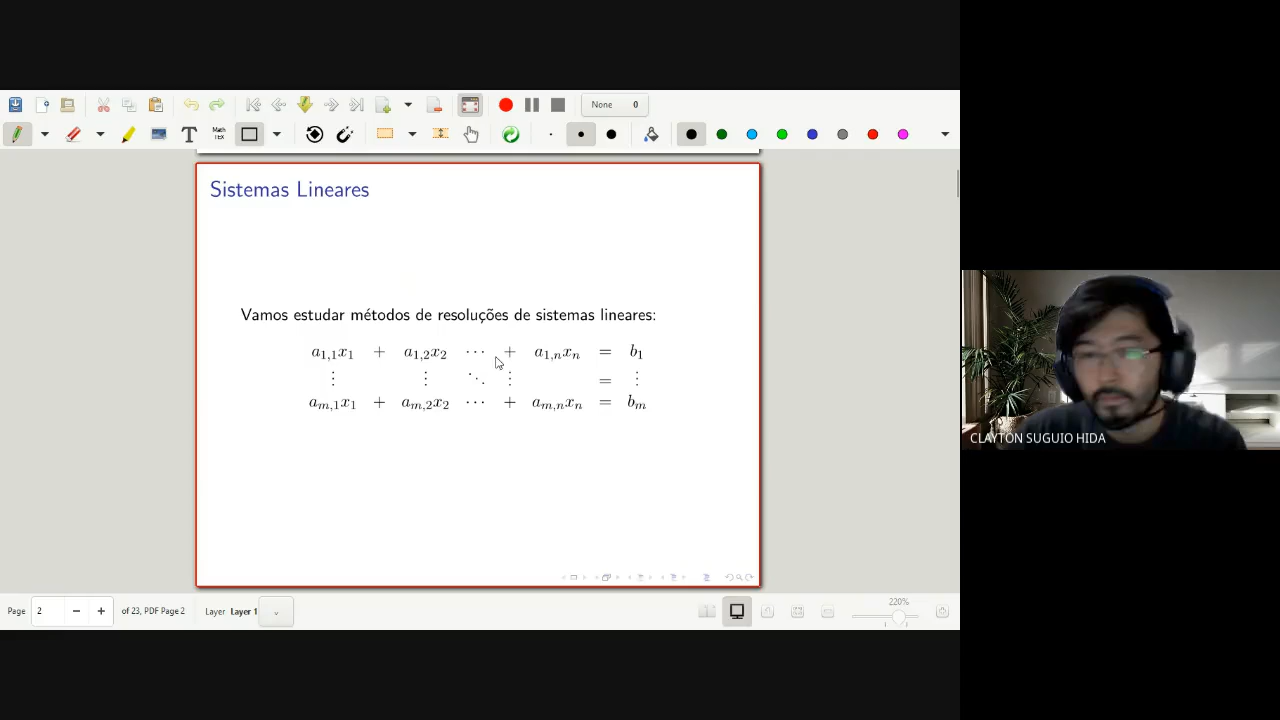 None 0
T Math TEX
Sistemas Lineares
Vamos estudar métodos de resoluções de sistemas lineares:
a₁,₁x₁ + a₁,₂x₂ ⋯ + a₁,ₙxₙ = b₁
⋮ ⋮ ⋱ ⋮ = ⋮
aₘ,₁x₁ + aₘ,₂x₂ ⋯ + aₘ,ₙxₙ = bₘ
CLAYTON SUGUIO HIDA
Page 2 − + of 23, PDF Page 2 Layer Layer 1 220%